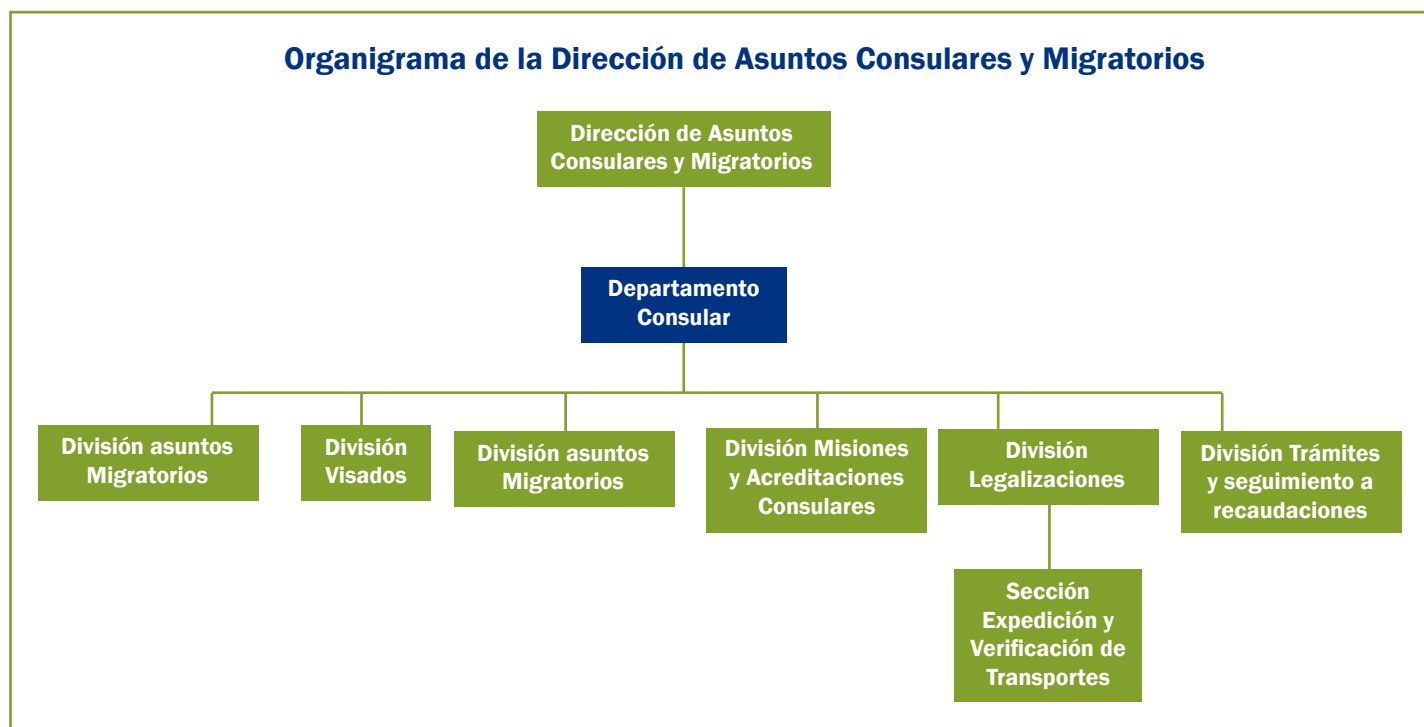 Organigrama de la Dirección de Asuntos Consulares y Migratorios
Dirección de Asuntos
Consulares y Migratorios
Departamento
Consular
División asuntos
Migratorios
División
Visados
División asuntos
Migratorios
División Misiones
y Acreditaciones
Consulares
División
Legalizaciones
División Trámites
y seguimiento a
recaudaciones
Sección
Expedición y
Verificación de
Transportes